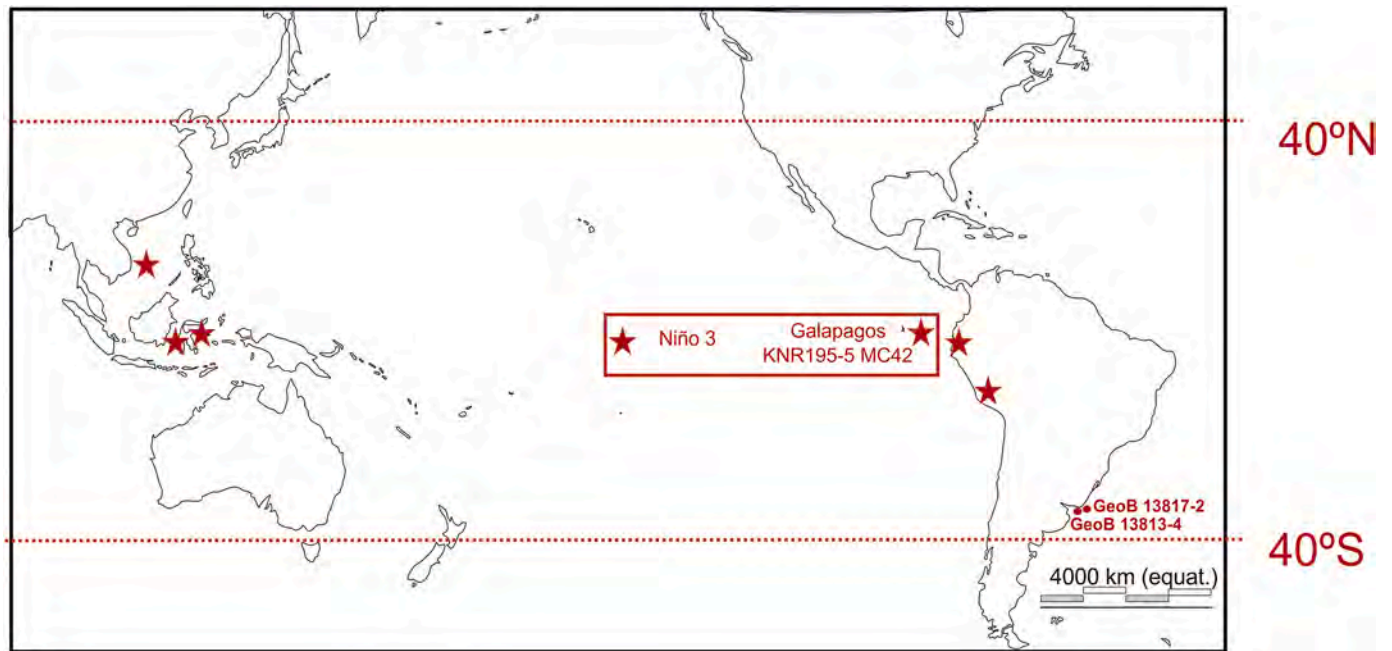 40ºN
Niño 3
Galapagos
KNR195-5 MC42
GeoB 13817-2
GeoB 13813-4
40ºS
4000 km (equat.)